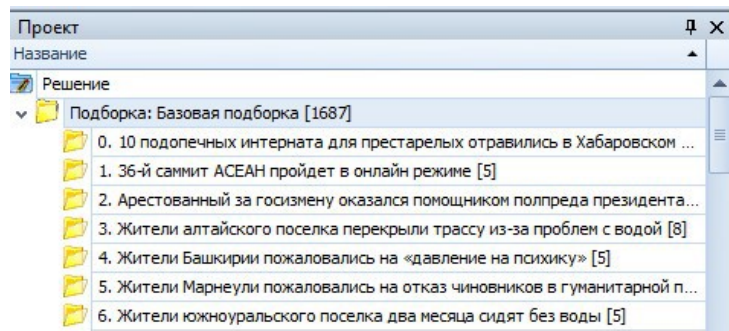 Проект
Название
Решение
Подборка: Базовая подборка [1687]
0. 10 подопечных интерната для престарелых отравились в Хабаровском ...
1. 36-й саммит АСЕАН пройдет в онлайн режиме [5]
2. Арестованный за госизмену оказался помощником полпреда президента...
3. Жители алтайского поселка перекрыли трассу из-за проблем с водой [8]
4. Жители Башкирии пожаловались на «давление на психику» [5]
5. Жители Марнеули пожаловались на отказ чиновников в гуманитарной п...
6. Жители южноуральского поселка два месяца сидят без воды [5]